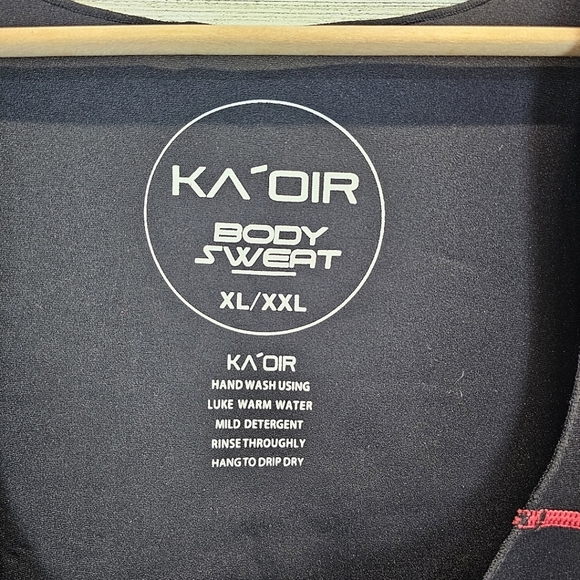 KA´OIR
BODY
SWEAT
XL/XXL
KA´OIR
HAND WASH USING
LUKE WARM WATER
MILD DETERGENT
RINSE THROUGHLY
HANG TO DRIP DRY